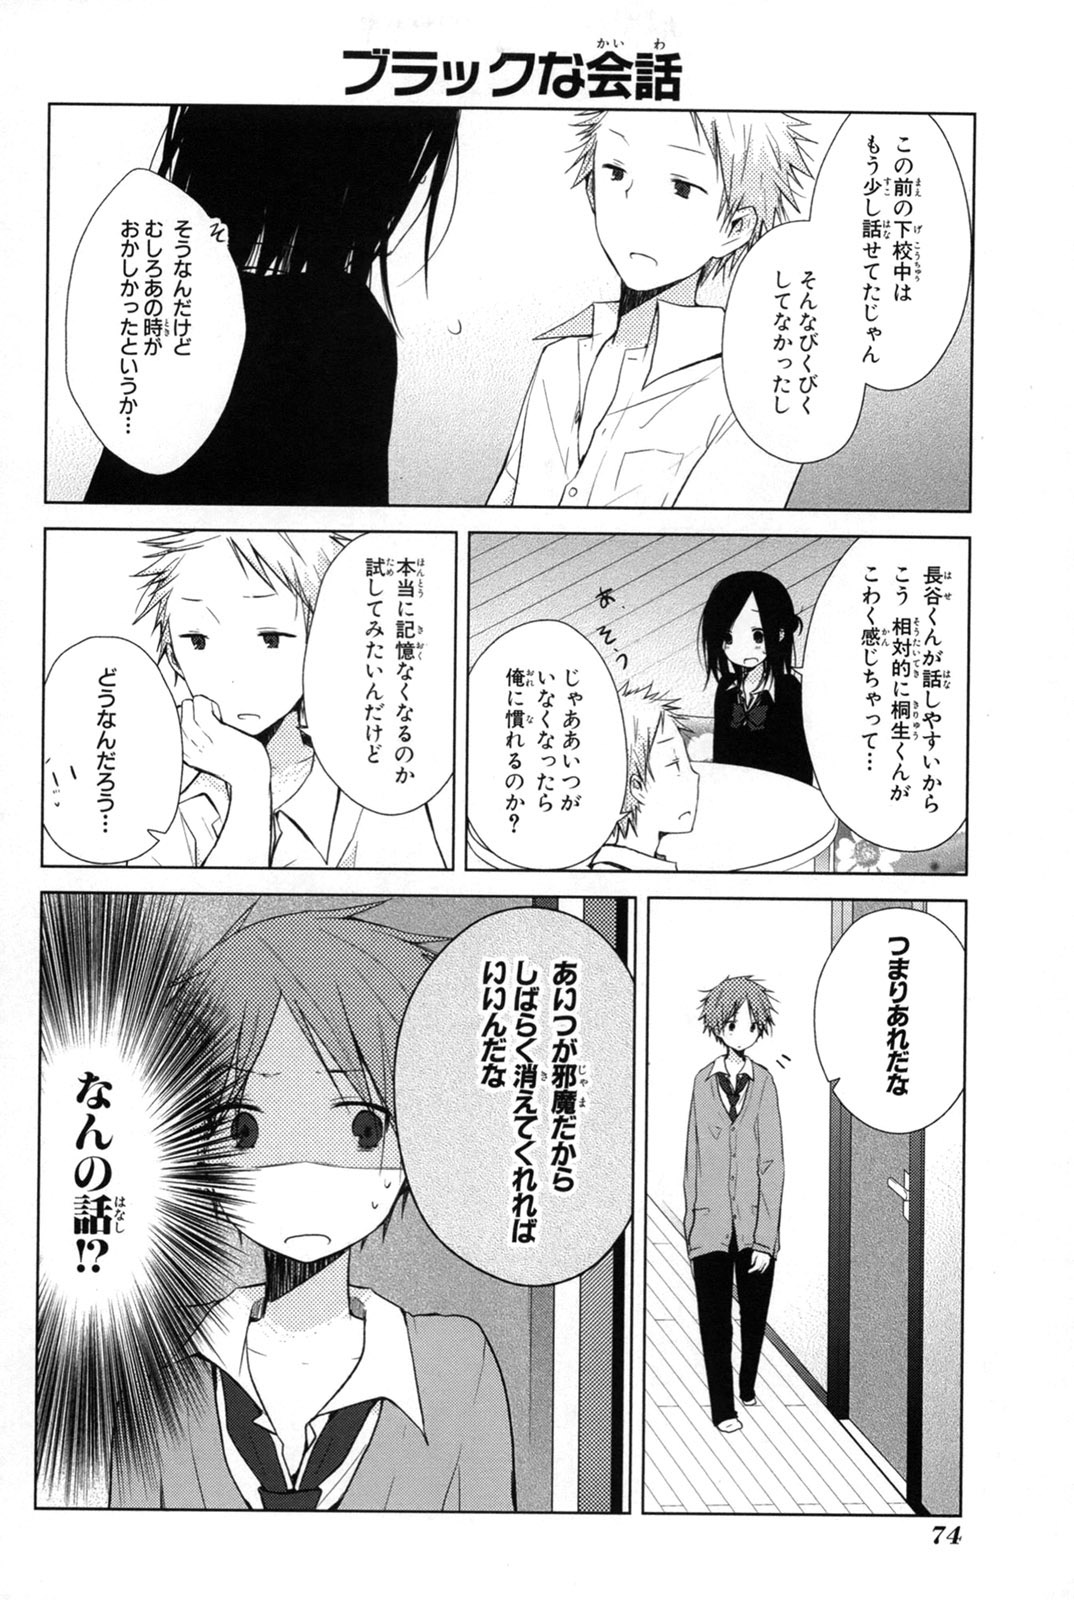 ブラックな会話
かいわ
この前の下校中は
もう少し話せてたじゃん
そんなびくびく
してなかったし
そ
そうなんだけど
むしろあの時が
おかしかったというか…
長谷くんが話しやすいから
こう 相対的に桐生くんが
こわく感じちゃって…
あ、そう
じゃああいつが
いなくなったら
俺に慣れるのか?
本当に記憶なくなるのか
試してみたいんだけど
どうなんだろう…
つまりあれだな
あいつが邪魔だから
しばらく消えてくれれば
いいんだな
なんの話!?
74